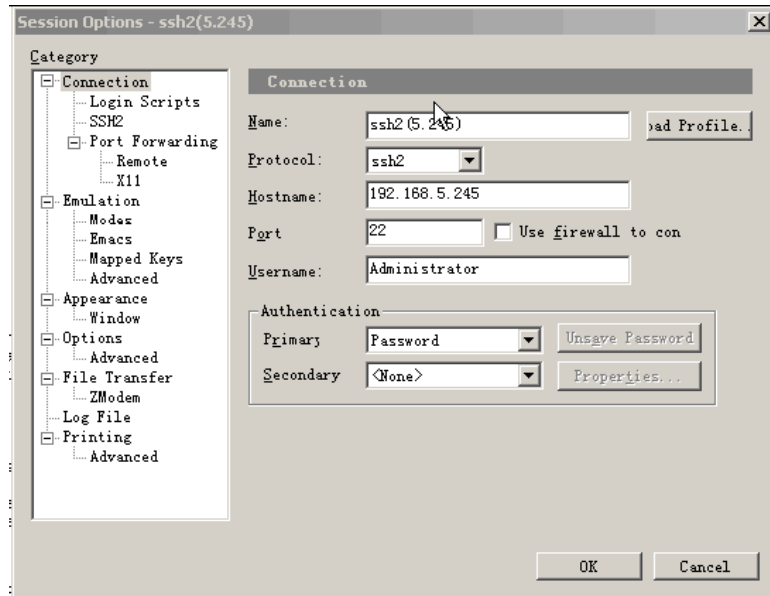 Session Options - ssh2(5.245)
Category
Connection
Login Scripts
SSH2
Port Forwarding
Remote
X11
Emulation
Modes
Emacs
Mapped Keys
Advanced
Appearance
Window
Options
Advanced
File Transfer
ZModem
Log File
Printing
Advanced
Connection
Name: ssh2(5.245) oad Profile..
Protocol: ssh2
Hostname: 192.168.5.245
Port 22 Use firewall to con
Username: Administrator
Authentication
Primary Password Unsave Password
Secondary <None> Properties...
OK Cancel